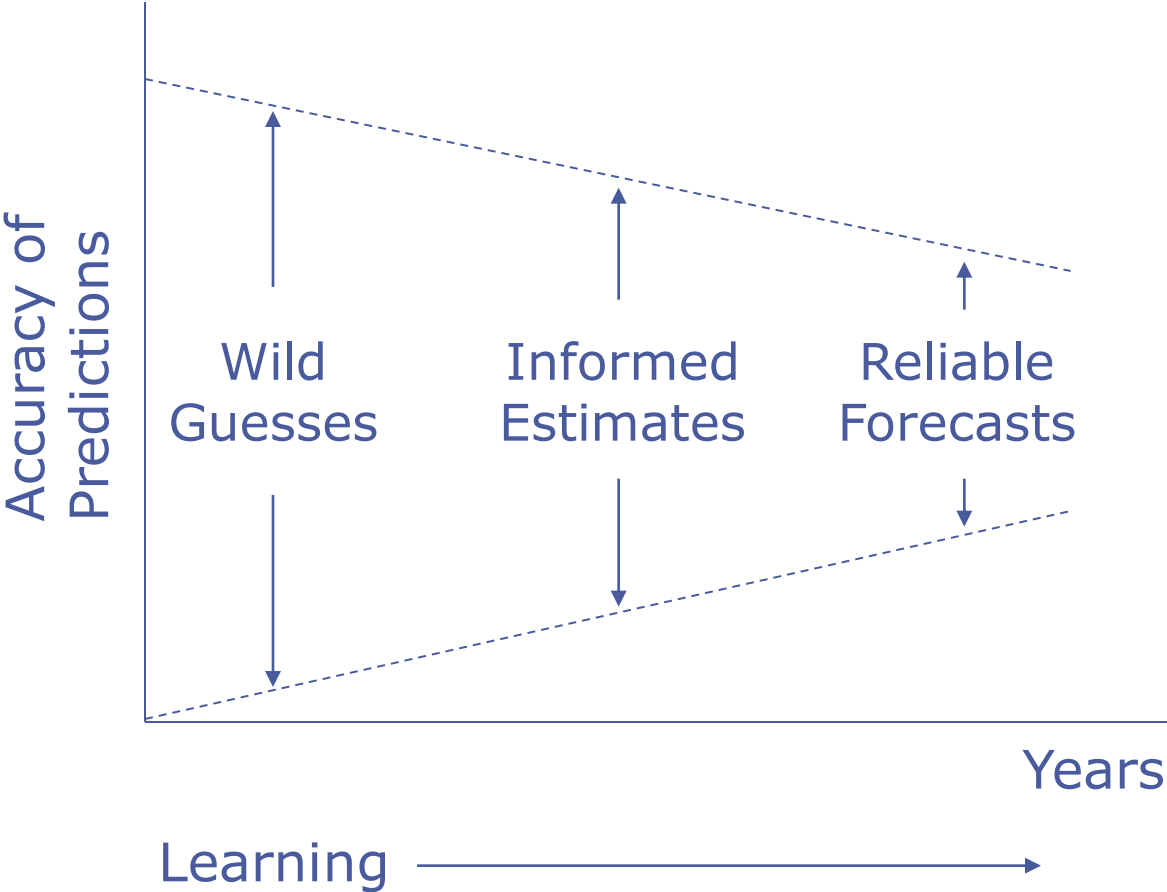 Accuracy of
Predictions
Wild
Guesses
Informed
Estimates
Reliable
Forecasts
Years
Learning